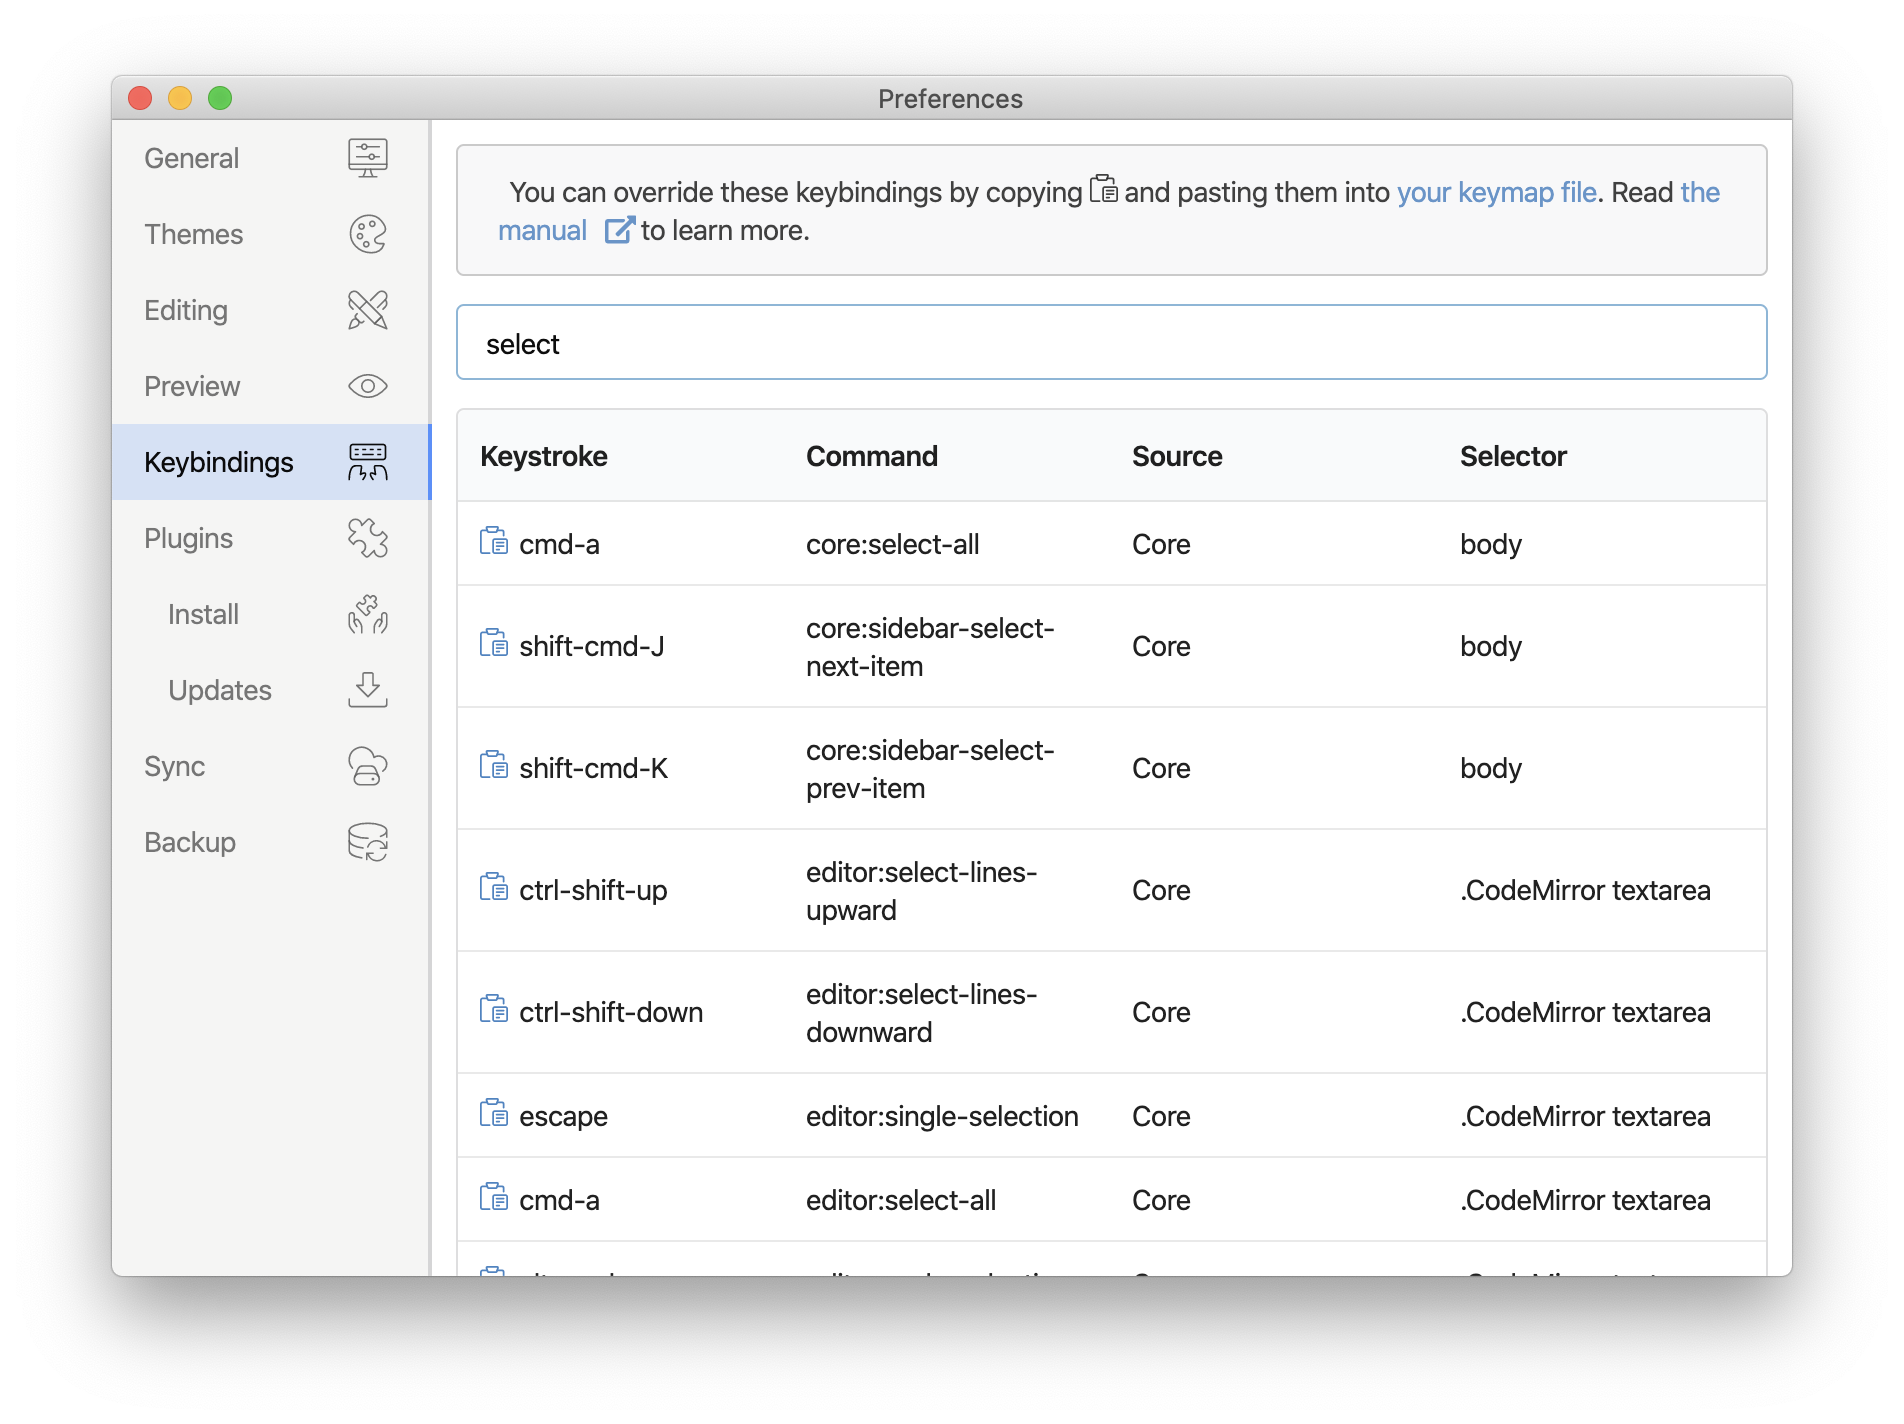 Preferences
General
Themes
Editing
Preview
Keybindings
Plugins
Install
Updates
Sync
Backup
You can override these keybindings by copying and pasting them into your keymap file. Read the
manual to learn more.
select
Keystroke Command Source Selector
cmd-a core:select-all Core body
shift-cmd-J core:sidebar-select-
next-item Core body
shift-cmd-K core:sidebar-select-
prev-item Core body
ctrl-shift-up editor:select-lines-
upward Core .CodeMirror textarea
ctrl-shift-down editor:select-lines-
downward Core .CodeMirror textarea
escape editor:single-selection Core .CodeMirror textarea
cmd-a editor:select-all Core .CodeMirror textarea